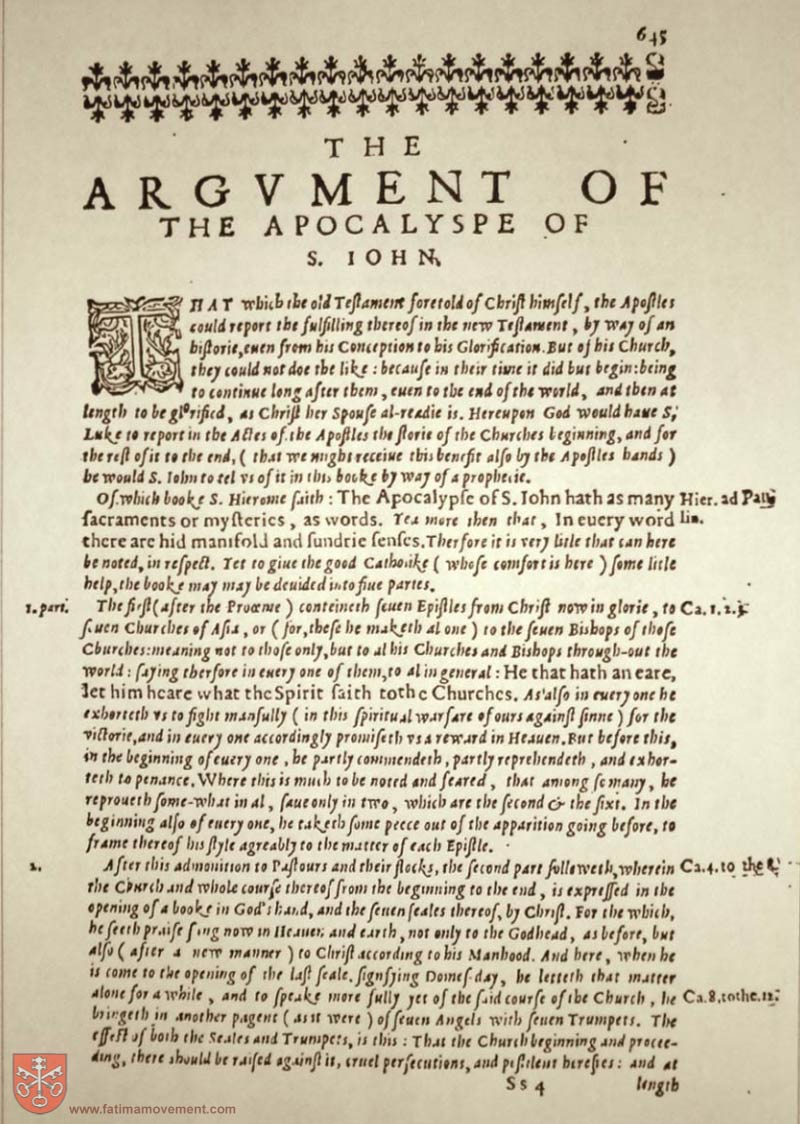 645
THE
ARGVMENT OF
THE APOCALYSPE OF
S. IOHN.
THAT which the old Teſtament foretold of Chriſt himſelf, the Apoſtles
could report the fulfilling thereof in the new Teſtament, by way of an
hiſtorie, euen from his Conception to his Glorification. But of his Church,
they could not doe the like: becauſe in their time it did but begin: being
to continue long after them, euen to the end of the world, and then at
length to be glorified, as Chriſt her Spouſe al-readie is. Hereupon God would haue S.
Luke to report in the Actes of the Apoſtles the ſtorie of the Churches beginning, and for
the reſt of it to the end, (that we might receiue this benefit alſo by the Apoſtles hands)
he would S. Iohn to tel vs of it in this booke by way of a prophecie.
Of which booke S. Hierome ſaith: The Apocalypſe of S. Iohn hath as many Hier. ad
ſacraments or myſteries, as words. Yea more then that, In euery word lin.
there are hid manifold and ſundrie ſenſes. Therfore it is very litle that can here
be noted, in reſpect. Yet to giue the good Catholike (whoſe comfort is here) ſome litle
help, the booke may may be deuided into fiue partes.
1. part. The firſt (after the Proœme) conteineth ſeuen Epiſtles from Chriſt now in glorie, to Ca. 1. 2. 3.
ſeuen Churches of Aſia, or (for, theſe he maketh al one) to the ſeuen Biſhops of thoſe
Churches: meaning not to thoſe only, but to al his Churches and Biſhops through-out the
world: ſaying therfore in euery one of them, to al in general: He that hath an eare,
let him heare what the Spirit ſaith to the Churches. As alſo in euery one he
exhorteth vs to fight manfully (in this ſpiritual warfare of ours againſt ſinne) for the
victorie, and in euery one accordingly promiſeth vs a reward in Heauen. But before this,
in the beginning of euery one, he partly commendeth, partly reprehendeth, and exhor-
teth to penance. Where this is much to be noted and feared, that among ſo many, he
reproueth ſome-what in al, ſaue only in two, which are the ſecond & the ſixt. In the
beginning alſo of euery one, he taketh ſome peece out of the apparition going before, to
frame thereof his ſtyle agreably to the matter of each Epiſtle.
2. After this admonition to Paſtours and their flocks, the ſecond part followeth, wherein Ca. 4. to the
the Church and whole courſe thereof from the beginning to the end, is expreſſed in the
opening of a booke in God's hand, and the ſeuen ſeales thereof, by Chriſt. For the which,
he ſeeth praiſe ſing now in Heauen and earth, not only to the Godhead, as before, but
alſo (after a new manner) to Chriſt according to his Manhood. And here, when he
is come to the opening of the laſt ſeale, ſignfying Domeſ-day, he letteth that matter
alone for a while, and to ſpeake more fully yet of the ſaid courſe of the Church, he Ca. 8. to the. 12.
bringeth in another pagent (as it were) of ſeuen Angels with ſeuen Trumpets. The
effect of both the Seales and Trumpets, is this: That the Church beginning and procee-
ding, there ſhould be raiſed againſt it, cruel perſecutions, and peſtilent hereſies: and at
Ss 4 length
www.fatimamovement.com